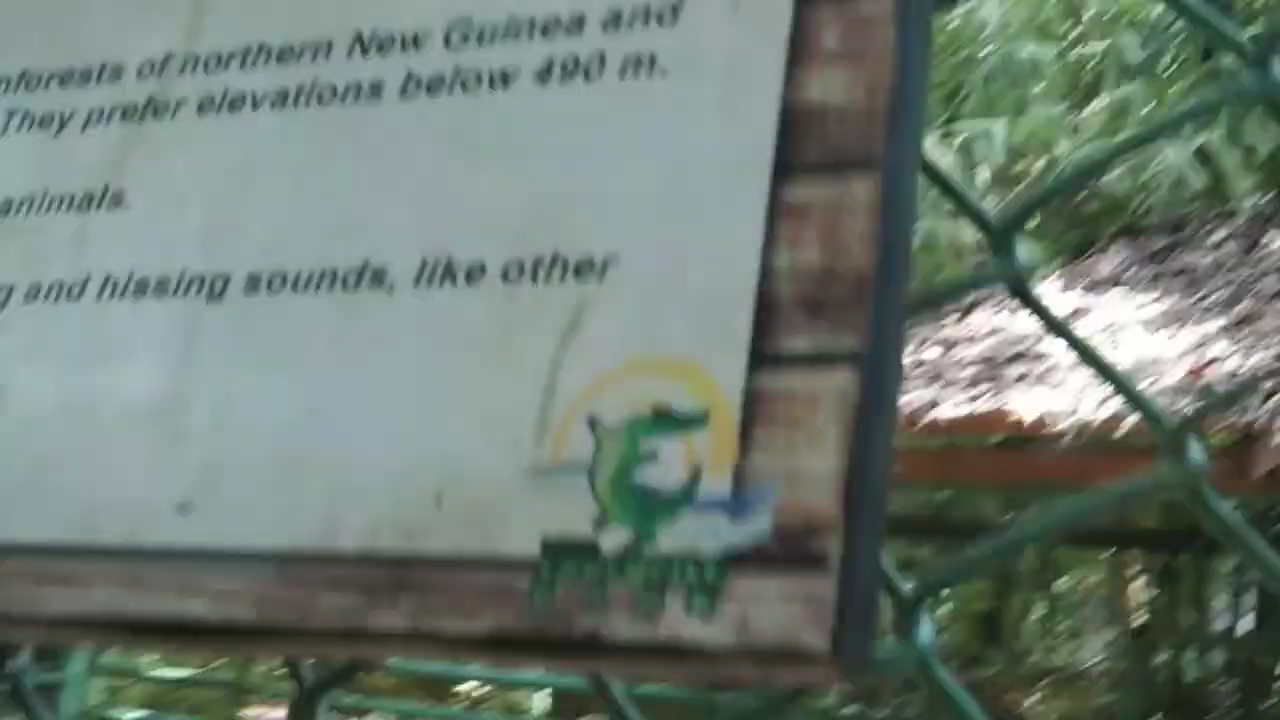 nforests of northern New Guinea and
They prefer elevations below 490 m.
animals.
g and hissing sounds, like other